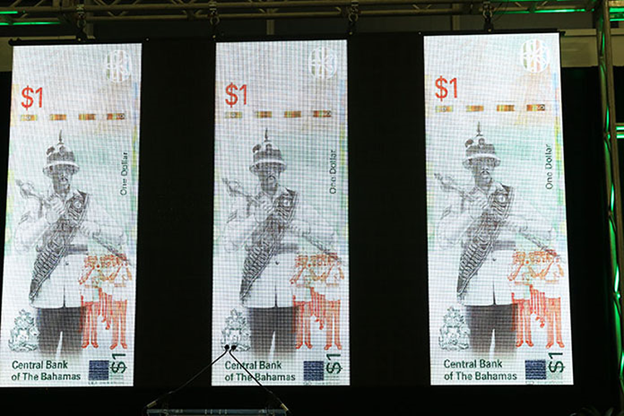 $1
One Dollar
$1
Central Bank
of The Bahamas
$1
One Dollar
$1
Central Bank
of The Bahamas
$1
One Dollar
$1
Central Bank
of The Bahamas